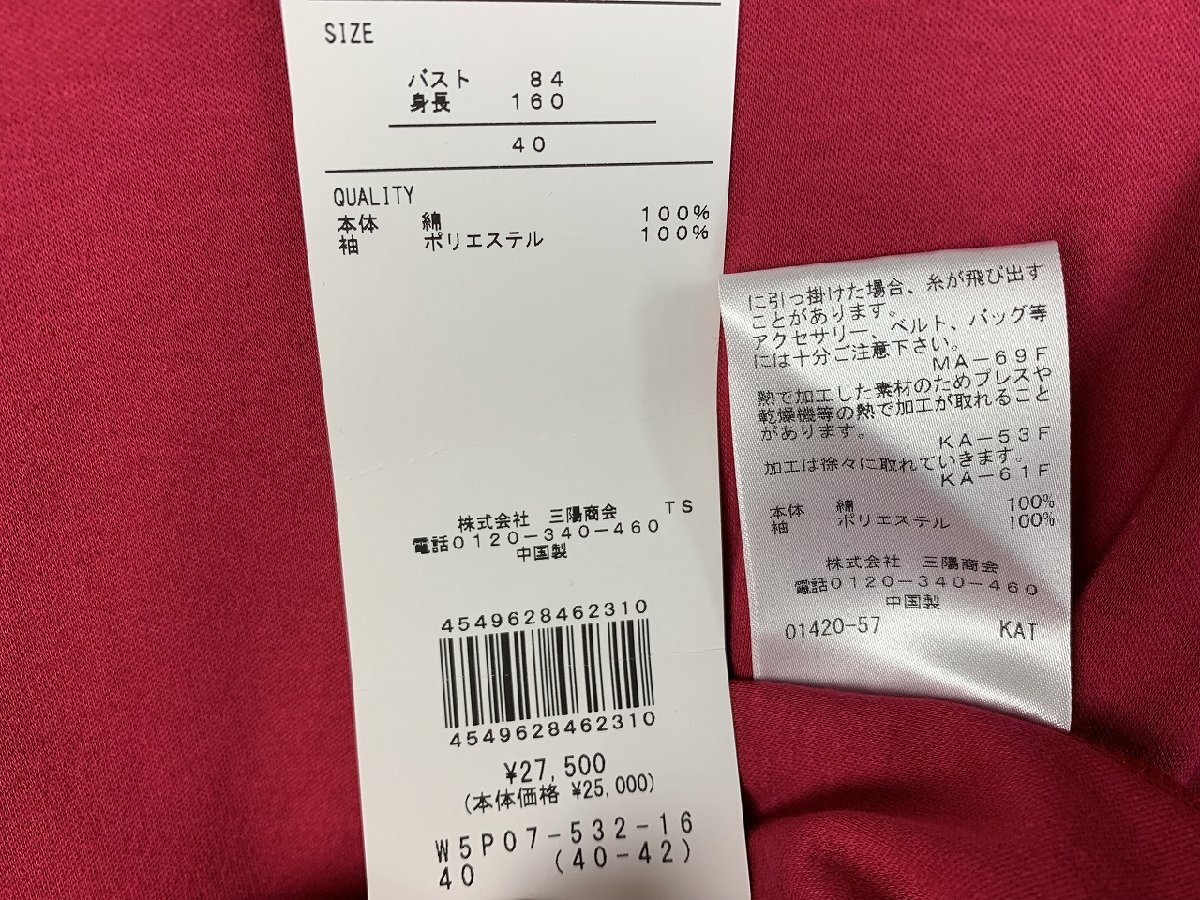 SIZE
バスト 84
身長 160
40
QUALITY
本体 綿 100%
袖 ポリエステル 100%
株式会社 三陽商会 TS
電話0120-340-460
中国製
4549628462310
4549628462310
¥27,500
(本体価格 ¥25,000)
W5P07-532-16
40 (40-42)
に引っ掛けた場合、糸が飛び出す
ことがあります。
アクセサリー、ベルト、バッグ等
には十分ご注意下さい。
MA-69F
熱で加工した素材のためプレスや
乾燥機等の熱で加工が取れること
があります。
KA-53F
加工は徐々に取れていきます。
KA-61F
本体 綿 100%
袖 ポリエステル 100%
株式会社 三陽商会
電話0120-340-460
中国製
01420-57 KAT